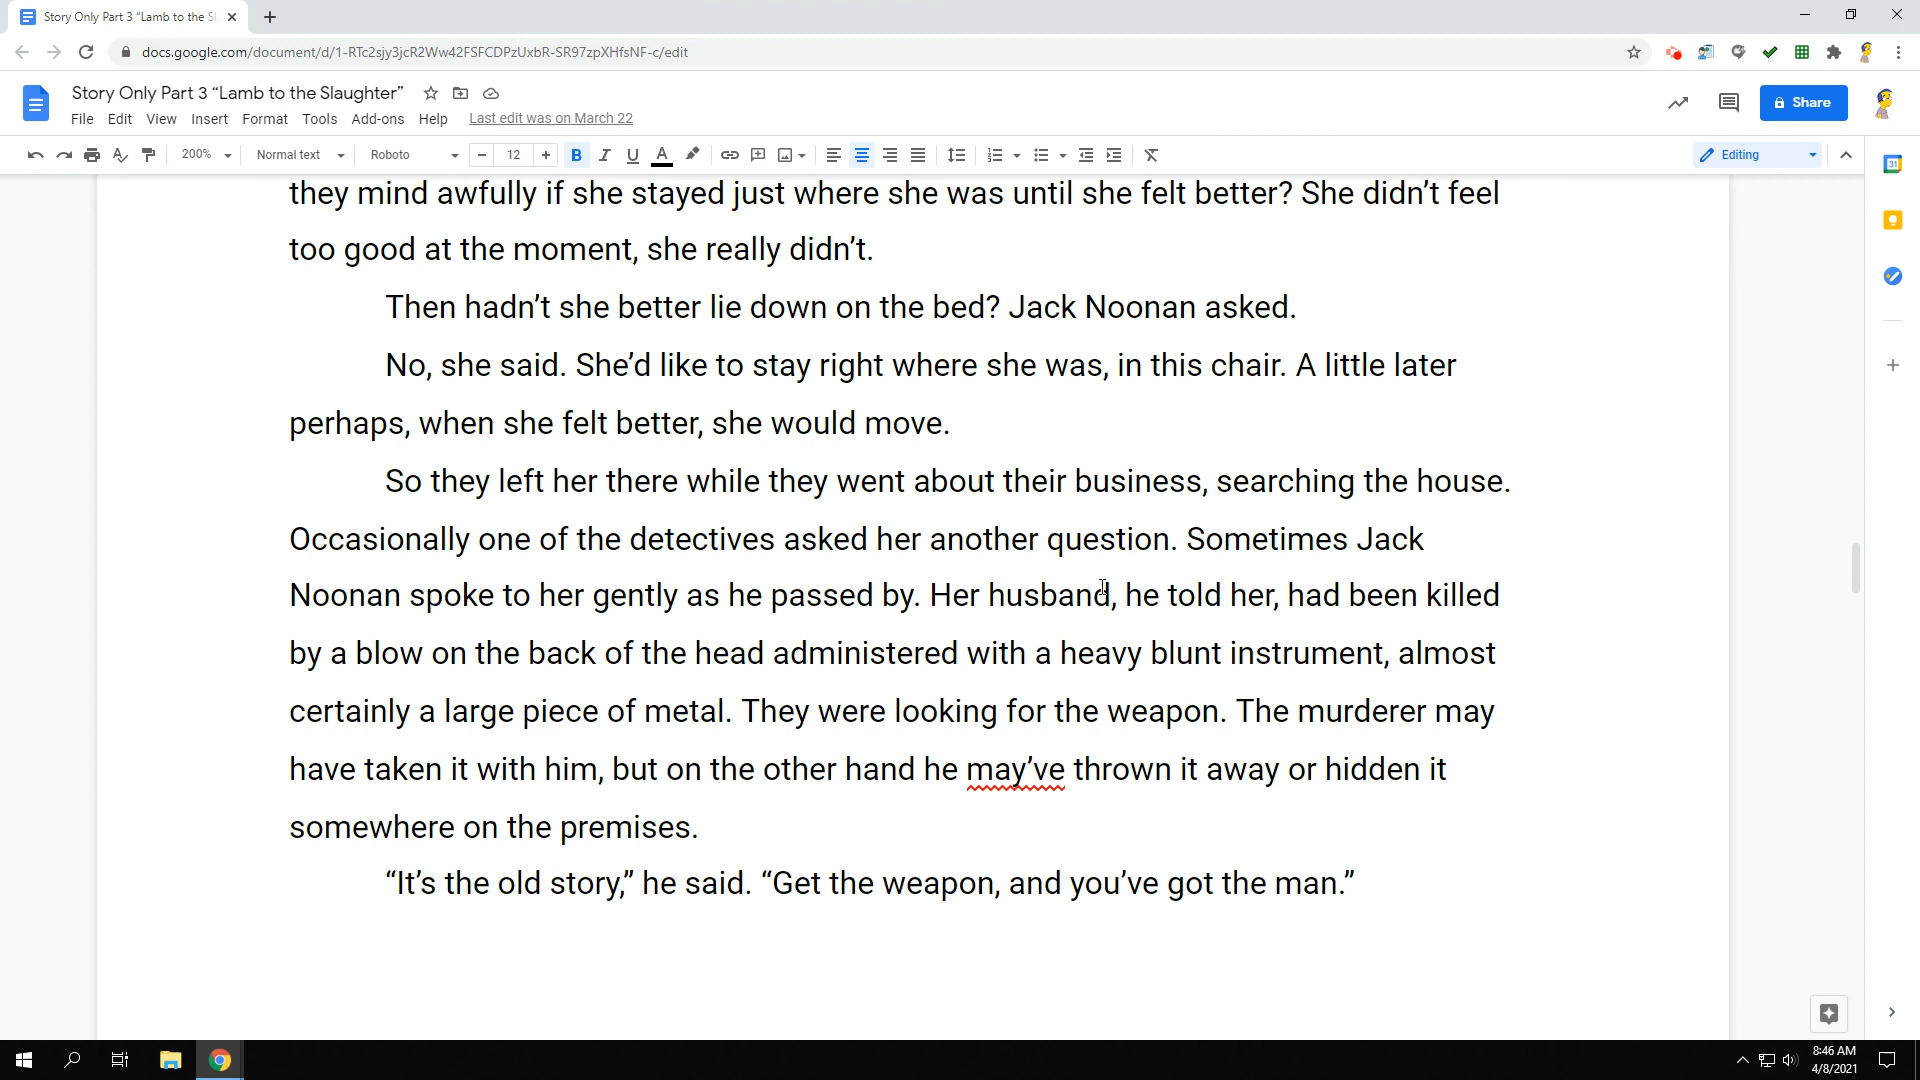 Story Only Part 3 “Lamb to the Sl
docs.google.com/document/d/1-RTc2sjy3jcR2Ww42FSFCDPzUxbR-SR97zpXHfsNF-c/edit
Story Only Part 3 “Lamb to the Slaughter”
Share
File Edit View Insert Format Tools Add-ons Help Last edit was on March 22
200% Normal text Roboto 12 B I U A Editing
31
they mind awfully if she stayed just where she was until she felt better? She didn’t feel
too good at the moment, she really didn’t.
Then hadn’t she better lie down on the bed? Jack Noonan asked.
No, she said. She’d like to stay right where she was, in this chair. A little later
perhaps, when she felt better, she would move.
So they left her there while they went about their business, searching the house.
Occasionally one of the detectives asked her another question. Sometimes Jack
Noonan spoke to her gently as he passed by. Her husband, he told her, had been killed
by a blow on the back of the head administered with a heavy blunt instrument, almost
certainly a large piece of metal. They were looking for the weapon. The murderer may
have taken it with him, but on the other hand he may’ve thrown it away or hidden it
somewhere on the premises.
“It’s the old story,” he said. “Get the weapon, and you’ve got the man.”
8:46 AM
4/8/2021